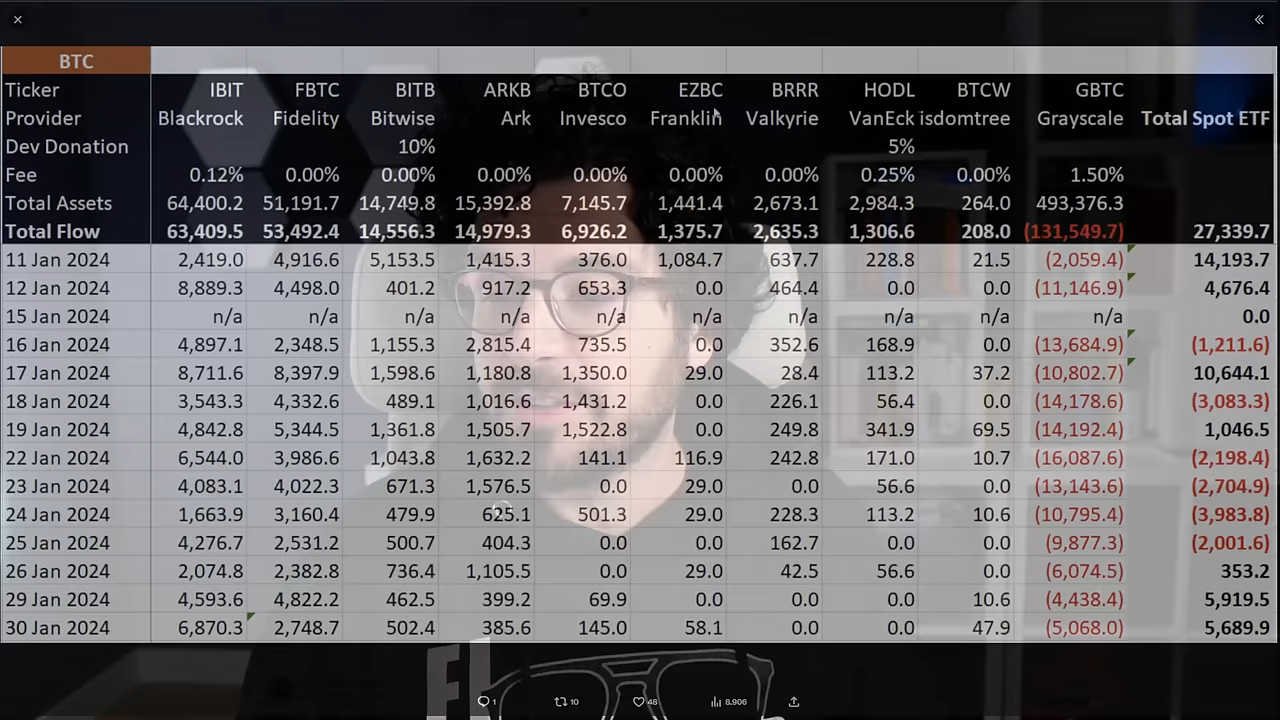 BTC
Ticker IBIT FBTC BITB ARKB BTCO EZBC BRRR HODL BTCW GBTC
Provider Blackrock Fidelity Bitwise Ark Invesco Franklin Valkyrie VanEck isdomtree Grayscale Total Spot ETF
Dev Donation 10% 5%
Fee 0.12% 0.00% 0.00% 0.00% 0.00% 0.00% 0.00% 0.25% 0.00% 1.50%
Total Assets 64,400.2 51,191.7 14,749.8 15,392.8 7,145.7 1,441.4 2,673.1 2,984.3 264.0 493,376.3
Total Flow 63,409.5 53,492.4 14,556.3 14,979.3 6,926.2 1,375.7 2,635.3 1,306.6 208.0 (131,549.7) 27,339.7
11 Jan 2024 2,419.0 4,916.6 5,153.5 1,415.3 376.0 1,084.7 637.7 228.8 21.5 (2,059.4) 14,193.7
12 Jan 2024 8,889.3 4,498.0 401.2 917.2 653.3 0.0 464.4 0.0 0.0 (11,146.9) 4,676.4
15 Jan 2024 n/a n/a n/a n/a n/a n/a n/a n/a n/a n/a 0.0
16 Jan 2024 4,897.1 2,348.5 1,155.3 2,815.4 735.5 0.0 352.6 168.9 0.0 (13,684.9) (1,211.6)
17 Jan 2024 8,711.6 8,397.9 1,598.6 1,180.8 1,350.0 29.0 28.4 113.2 37.2 (10,802.7) 10,644.1
18 Jan 2024 3,543.3 4,332.6 489.1 1,016.6 1,431.2 0.0 226.1 56.4 0.0 (14,178.6) (3,083.3)
19 Jan 2024 4,842.8 5,344.5 1,361.8 1,505.7 1,522.8 0.0 249.8 341.9 69.5 (14,192.4) 1,046.5
22 Jan 2024 6,544.0 3,986.6 1,043.8 1,632.2 141.1 116.9 242.8 171.0 10.7 (16,087.6) (2,198.4)
23 Jan 2024 4,083.1 4,022.3 671.3 1,576.5 0.0 29.0 0.0 56.6 0.0 (13,143.6) (2,704.9)
24 Jan 2024 1,663.9 3,160.4 479.9 625.1 501.3 29.0 228.3 113.2 10.6 (10,795.4) (3,983.8)
25 Jan 2024 4,276.7 2,531.2 500.7 404.3 0.0 0.0 162.7 0.0 0.0 (9,877.3) (2,001.6)
26 Jan 2024 2,074.8 2,382.8 736.4 1,105.5 0.0 29.0 42.5 56.6 0.0 (6,074.5) 353.2
29 Jan 2024 4,593.6 4,822.2 462.5 399.2 69.9 0.0 0.0 0.0 10.6 (4,438.4) 5,919.5
30 Jan 2024 6,870.3 2,748.7 502.4 385.6 145.0 58.1 0.0 0.0 47.9 (5,068.0) 5,689.9
1 10 48 8.906